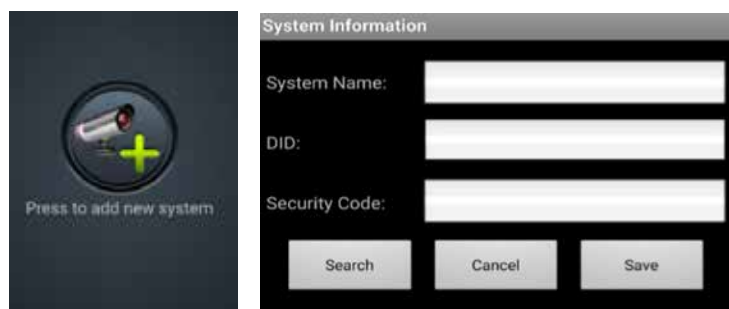 Press to add new system
System Information
System Name:
DID:
Security Code:
Search
Cancel
Save